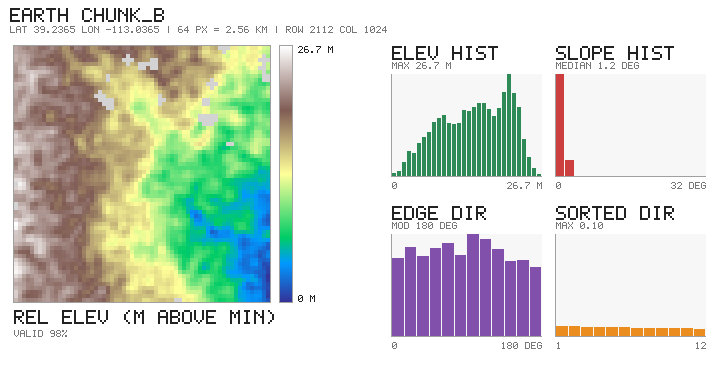 EARTH CHUNK_B
LAT 39.2365 LON -113.0365 | 64 PX = 2.56 KM | ROW 2112 COL 1024
26.7 M
0 M
REL ELEV (M ABOVE MIN)
VALID 98%
ELEV HIST
MAX 26.7 M
0 26.7 M
SLOPE HIST
MEDIAN 1.2 DEG
0 32 DEG
EDGE DIR
MOD 180 DEG
0 180 DEG
SORTED DIR
MAX 0.10
1 12